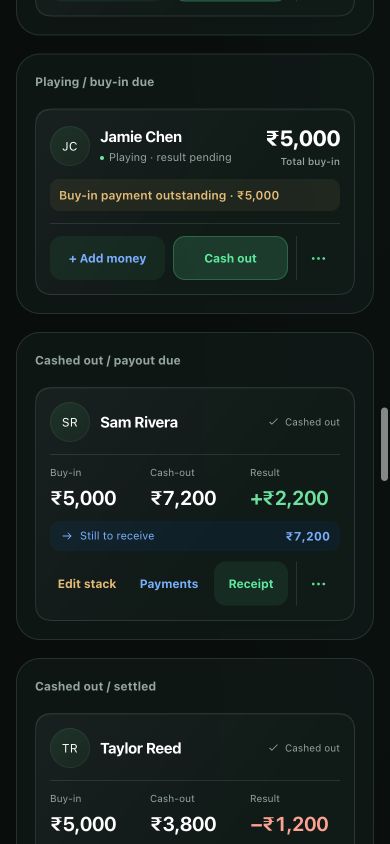 Playing / buy-in due
JC
Jamie Chen
₹5,000
Playing · result pending
Total buy-in
Buy-in payment outstanding · ₹5,000
+ Add money
Cash out
Cashed out / payout due
SR
Sam Rivera
✓ Cashed out
Buy-in Cash-out Result
₹5,000 ₹7,200 +₹2,200
→ Still to receive ₹7,200
Edit stack Payments Receipt
Cashed out / settled
TR
Taylor Reed
✓ Cashed out
Buy-in Cash-out Result
₹5,000 ₹3,800 −₹1,200